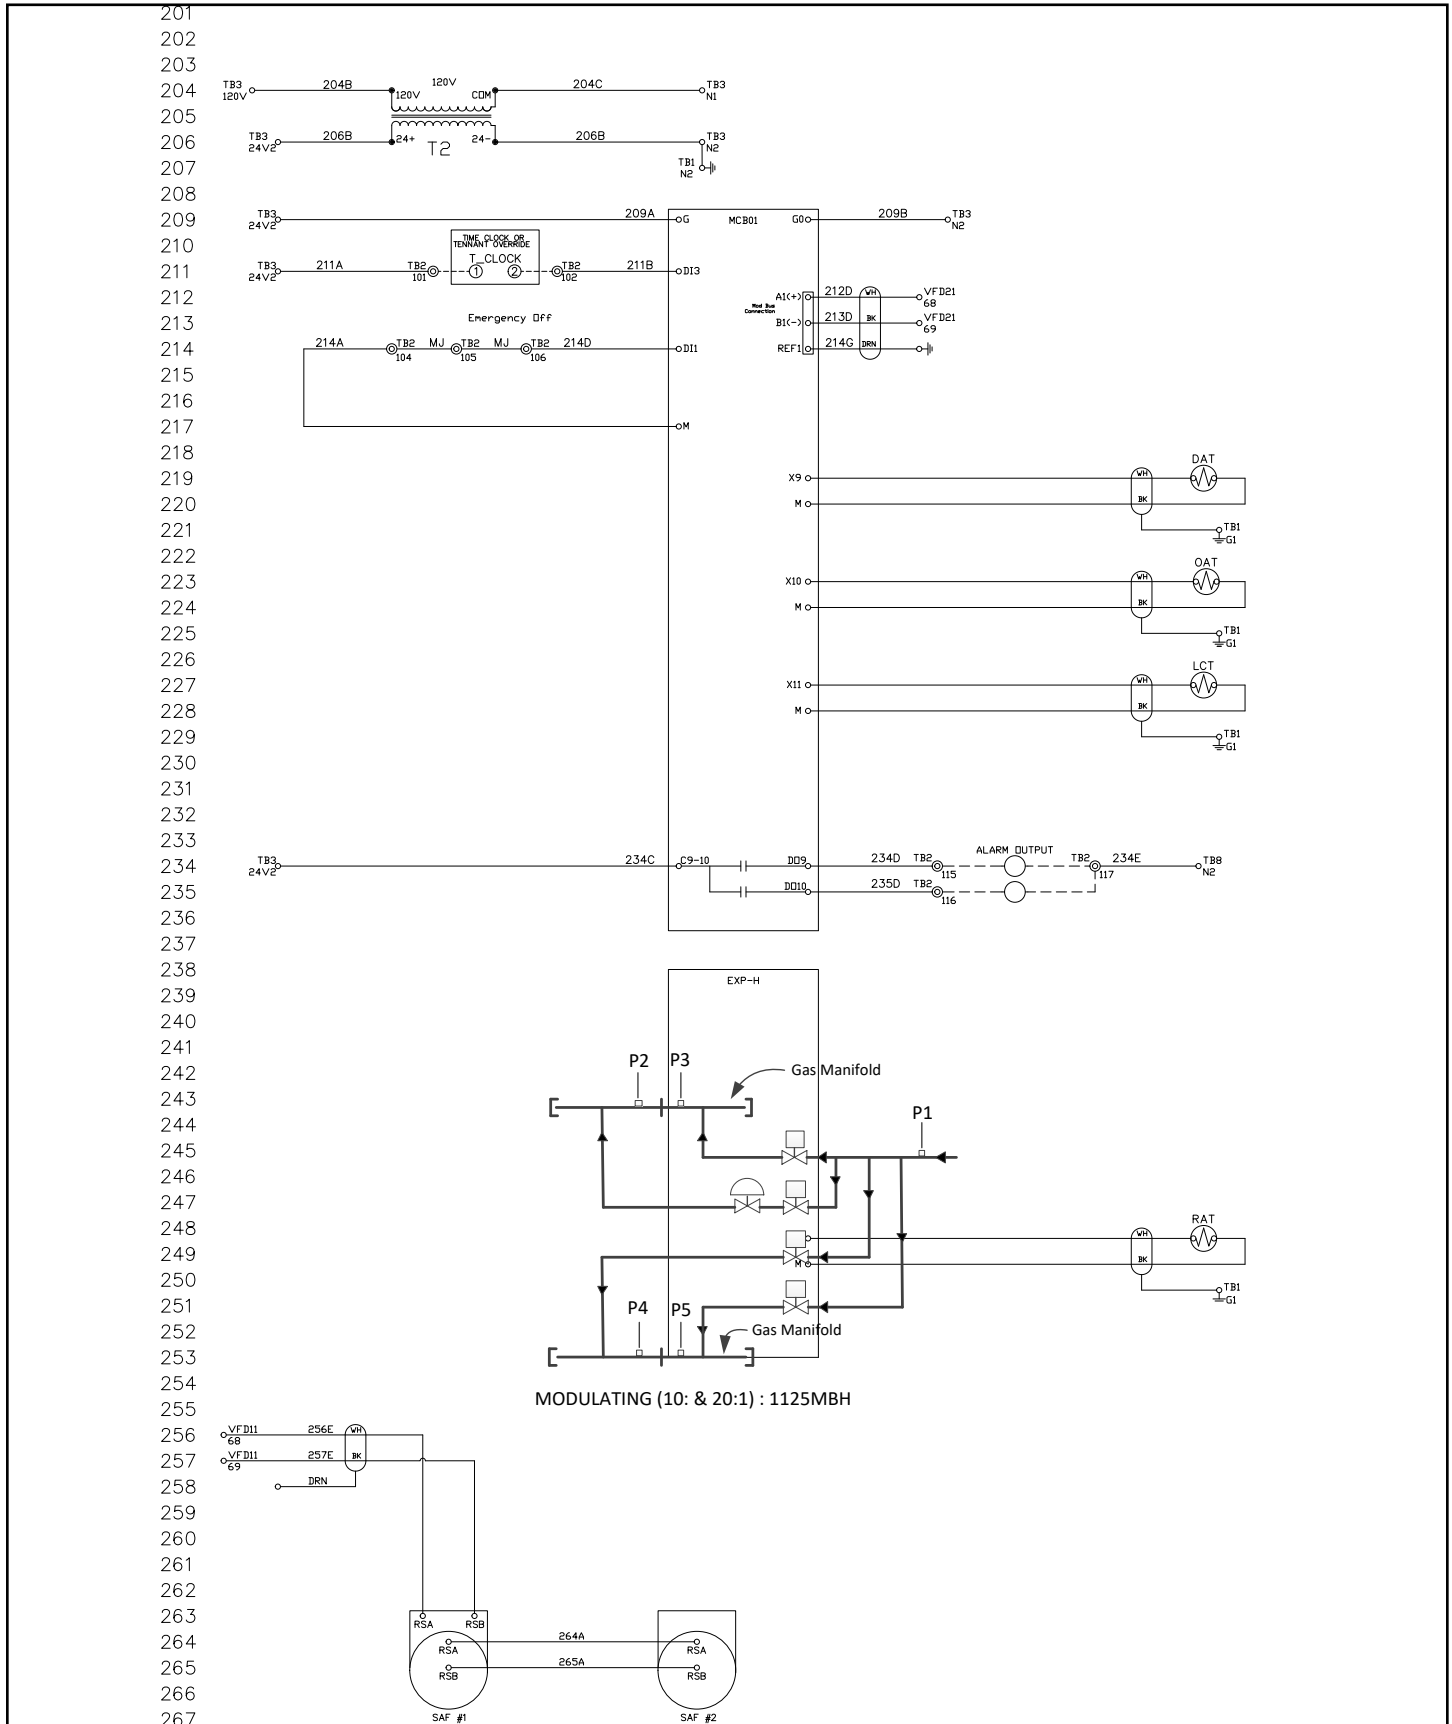 201
202
203
204 TB3 120V 204B 120V 120V COM 204C TB3 N1
205
206 TB3 24V2 206B 24+ T2 24- 206B TB3 N2
207 TB1 N2
208
209 TB3 24V2 209A G MCB01 G0 209B TB3 N2
210 TIME CLOCK OR TENNANT OVERRIDE
211 TB3 24V2 211A TB2 101 T_CLOCK 1 2 TB2 102 211B DI3
212 A1(+) 212D WH VFD21 68
Mod Bus Connection
213 Emergency Off B1(-) 213D BK VFD21 69
214 214A TB2 104 MJ TB2 105 MJ TB2 106 214D DI1 REF1 214G DRN
215
216
217 M
218
219 X9 WH DAT
220 M BK
221 TB1 G1
222
223 X10 WH OAT
224 M BK
225 TB1 G1
226
227 X11 WH LCT
228 M BK
229 TB1 G1
230
231
232
233
234 TB3 24V2 234C C9-10 DO9 234D TB2 115 ALARM OUTPUT TB2 117 234E TB8 N2
235 DO10 235D TB2 116
236
237
238 EXP-H
239
240
241
242 P2 P3 Gas Manifold
243
244 P1
245
246
247
248 RAT
249 M WH BK
250
251 TB1 G1
252 P4 P5 Gas Manifold
253
254
MODULATING (10: & 20:1) : 1125MBH
255
256 VFD11 68 256E WH
257 VFD11 69 257E BK
258 DRN
259
260
261
262
263 RSA RSB
264 RSA 264A RSA
265 RSB 265A RSB
266
267 SAF #1 SAF #2